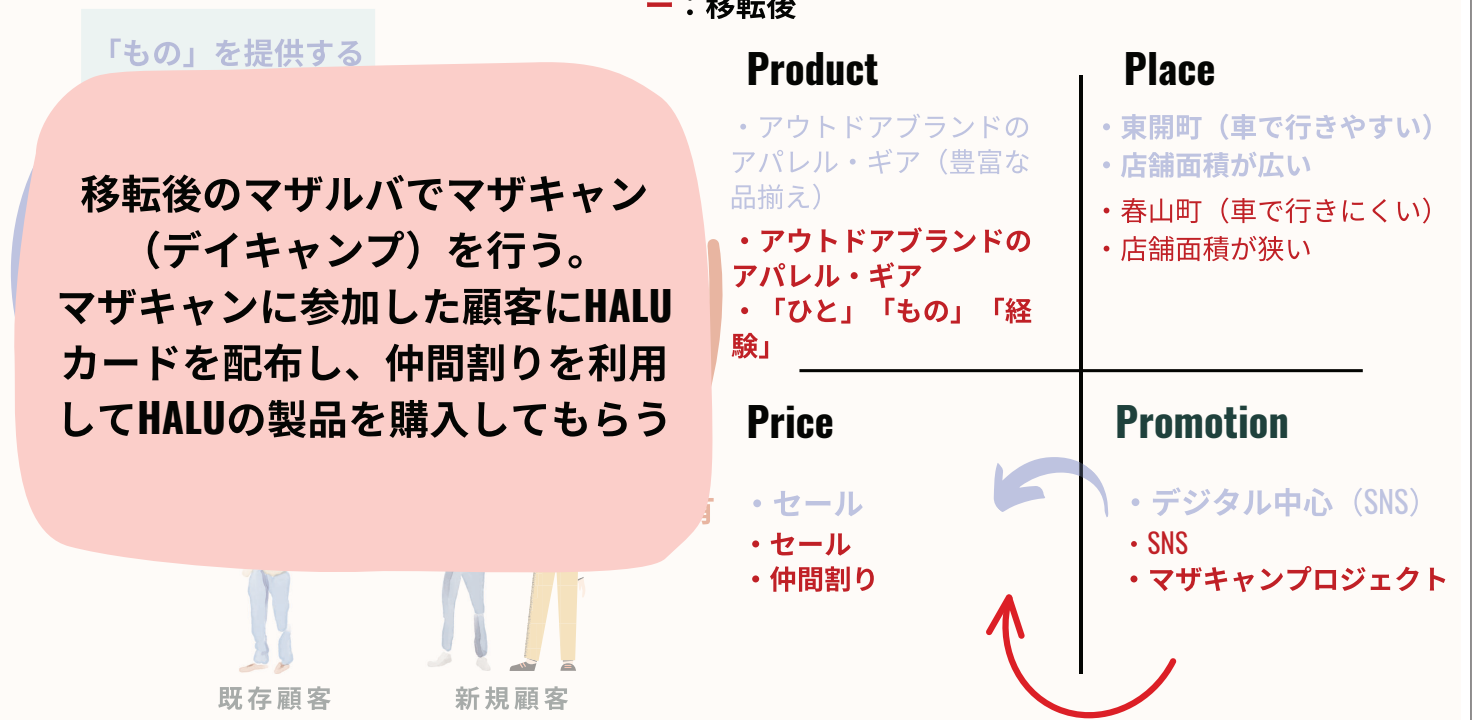 ー：移転後
「もの」を提供する
移転後のマザルバでマザキャン
（デイキャンプ）を行う。
マザキャンに参加した顧客にHALU
カードを配布し、仲間割りを利用
してHALUの製品を購入してもらう
既存顧客
新規顧客
Product
・アウトドアブランドの
アパレル・ギア（豊富な
品揃え）
・アウトドアブランドの
アパレル・ギア
・「ひと」「もの」「経
験」
Place
・東開町（車で行きやすい）
・店舗面積が広い
・春山町（車で行きにくい）
・店舗面積が狭い
Price
・セール
・セール
・仲間割り
Promotion
・デジタル中心（SNS）
・SNS
・マザキャンプロジェクト